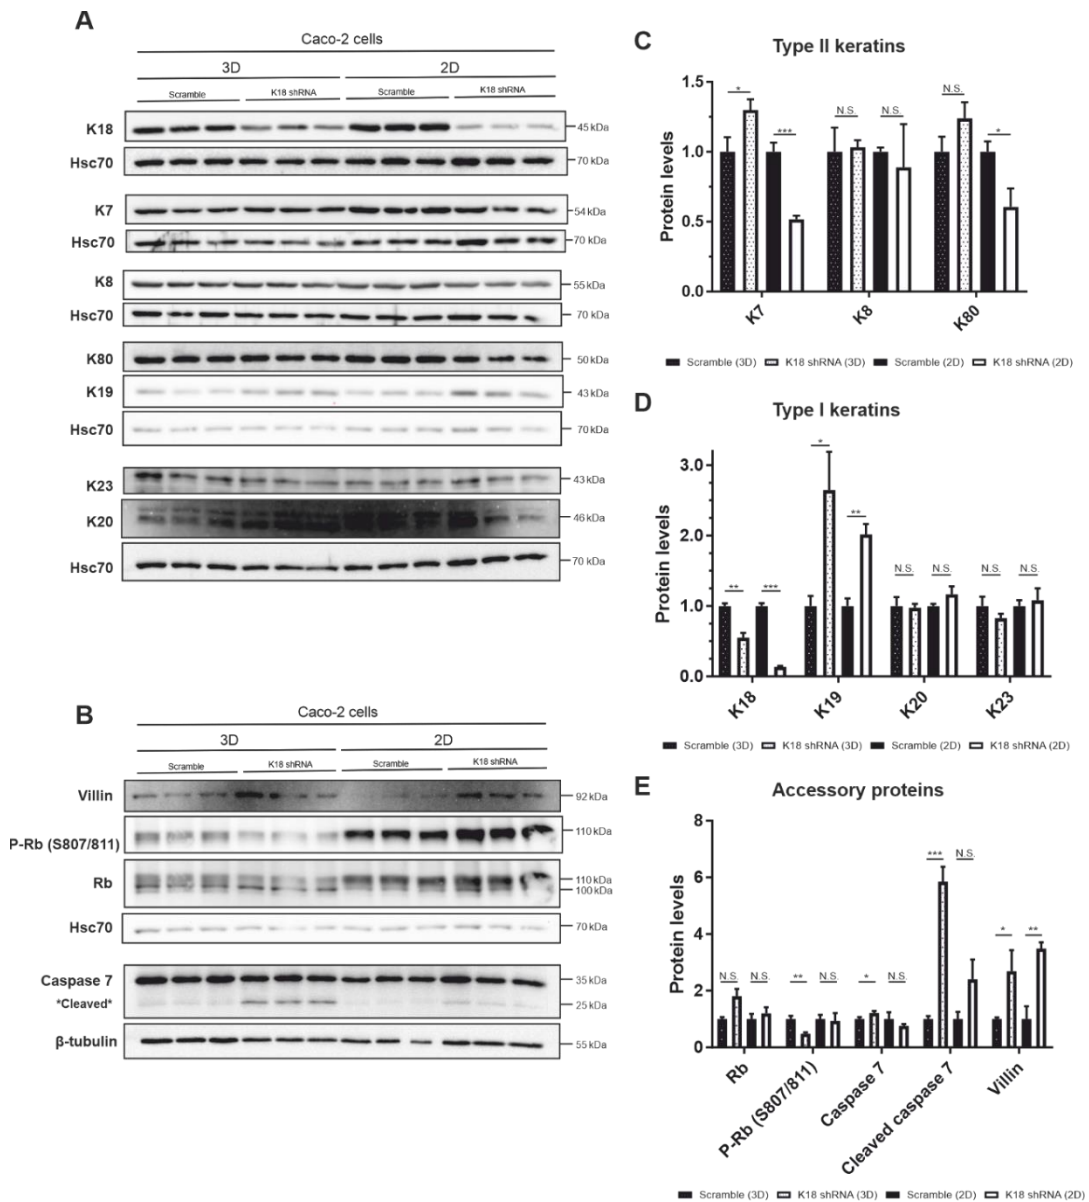 A
Caco-2 cells
3D 2D
Scramble K18 shRNA Scramble K18 shRNA
K18 45 kDa
Hsc70 70 kDa
K7 54 kDa
Hsc70 70 kDa
K8 55 kDa
Hsc70 70 kDa
K80 50 kDa
K19 43 kDa
Hsc70 70 kDa
K23 43 kDa
K20 46 kDa
Hsc70 70 kDa
B
Caco-2 cells
3D 2D
Scramble K18 shRNA Scramble K18 shRNA
Villin 92 kDa
P-Rb (S807/811) 110 kDa
Rb 110 kDa
100 kDa
Hsc70 70 kDa
Caspase 7 35 kDa
*Cleaved* 25 kDa
β-tubulin 55 kDa
C
Type II keratins
Protein levels
1.5
1.0
0.5
0.0
* *** N.S. N.S. N.S. *
K7 K8 K80
Scramble (3D) K18 shRNA (3D) Scramble (2D) K18 shRNA (2D)
D
Type I keratins
Protein levels
3.0
2.0
1.0
0.0
** *** * ** N.S. N.S. N.S. N.S.
K18 K19 K20 K23
Scramble (3D) K18 shRNA (3D) Scramble (2D) K18 shRNA (2D)
E
Accessory proteins
Protein levels
8
6
4
2
0
N.S. N.S. ** N.S. * N.S. *** N.S. * **
Rb P-Rb (S807/811) Caspase 7 Cleaved caspase 7 Villin
Scramble (3D) K18 shRNA (3D) Scramble (2D) K18 shRNA (2D)